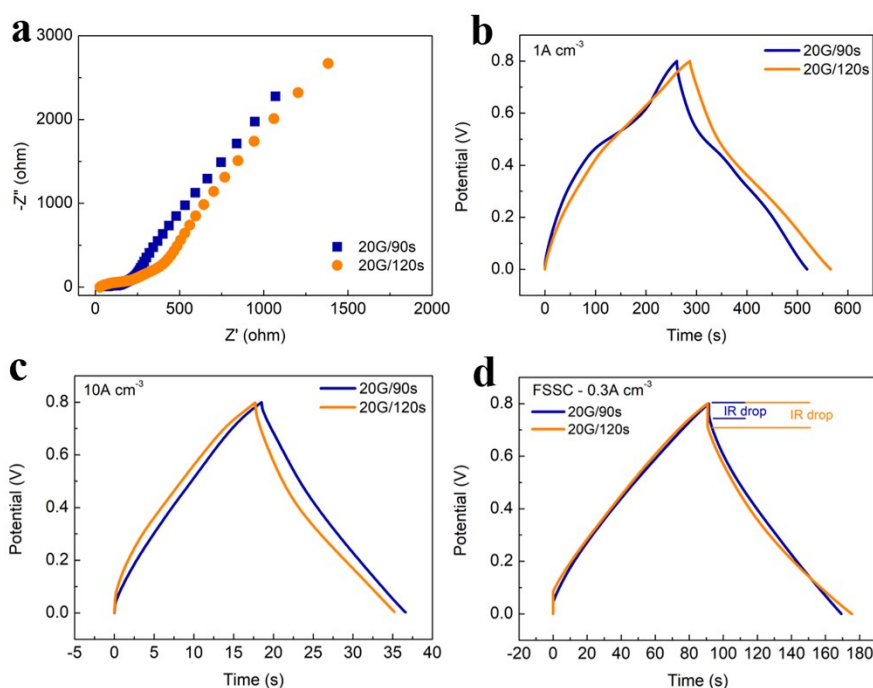 a
3000
2000
1000
0
-Z" (ohm)
20G/90s
20G/120s
0 500 1000 1500 2000
Z' (ohm)
b
1A cm-3
20G/90s
20G/120s
0.8
0.6
0.4
0.2
0.0
Potential (V)
0 100 200 300 400 500 600
Time (s)
c
10A cm-3
20G/90s
20G/120s
0.8
0.4
0.2
0.0
Potential (V)
-5 0 5 10 15 20 25 30 35 40
Time (s)
d
FSSC - 0.3A cm-3
20G/90s
20G/120s
IR drop
IR drop
0.8
0.6
0.4
0.2
0.0
Potential (V)
-20 0 20 40 60 80 100 120 140 160 180
Time (s)